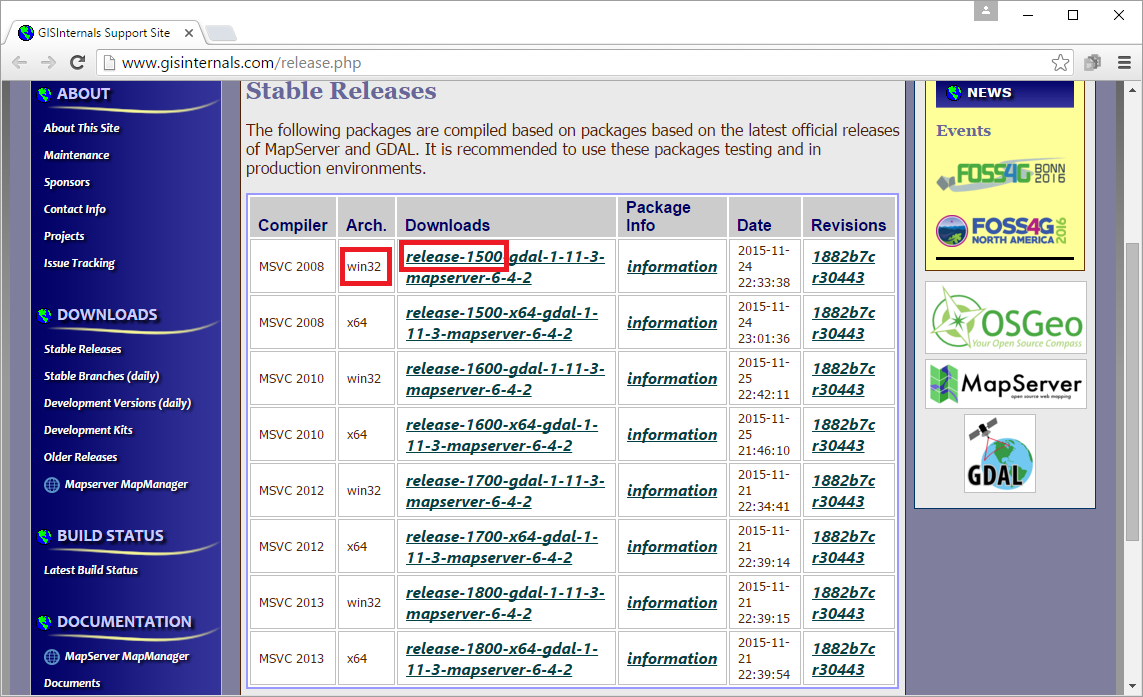 GISInternals Support Site
www.gisinternals.com/release.php
ABOUT
About This Site
Maintenance
Sponsors
Contact Info
Projects
Issue Tracking
DOWNLOADS
Stable Releases
Stable Branches (daily)
Development Versions (daily)
Development Kits
Older Releases
Mapserver MapManager
BUILD STATUS
Latest Build Status
DOCUMENTATION
MapServer MapManager
Documents
Stable Releases
The following packages are compiled based on packages based on the latest official releases
of MapServer and GDAL. It is recommended to use these packages testing and in
production environments.
Compiler Arch. Downloads Package Info Date Revisions
MSVC 2008 win32 release-1500-gdal-1-11-3-mapserver-6-4-2 information 2015-11-24 22:33:38 1882b7c r30443
MSVC 2008 x64 release-1500-x64-gdal-1-11-3-mapserver-6-4-2 information 2015-11-24 23:01:36 1882b7c r30443
MSVC 2010 win32 release-1600-gdal-1-11-3-mapserver-6-4-2 information 2015-11-25 22:42:11 1882b7c r30443
MSVC 2010 x64 release-1600-x64-gdal-1-11-3-mapserver-6-4-2 information 2015-11-25 21:46:10 1882b7c r30443
MSVC 2012 win32 release-1700-gdal-1-11-3-mapserver-6-4-2 information 2015-11-21 22:34:41 1882b7c r30443
MSVC 2012 x64 release-1700-x64-gdal-1-11-3-mapserver-6-4-2 information 2015-11-21 22:39:14 1882b7c r30443
MSVC 2013 win32 release-1800-gdal-1-11-3-mapserver-6-4-2 information 2015-11-21 22:39:15 1882b7c r30443
MSVC 2013 x64 release-1800-x64-gdal-1-11-3-mapserver-6-4-2 information 2015-11-21 22:39:54 1882b7c r30443
NEWS
Events
FOSS4G BONN 2016
FOSS4G 2016
NORTH AMERICA
OSGeo
Your Open Source Compass
MapServer
open source web mapping
GDAL